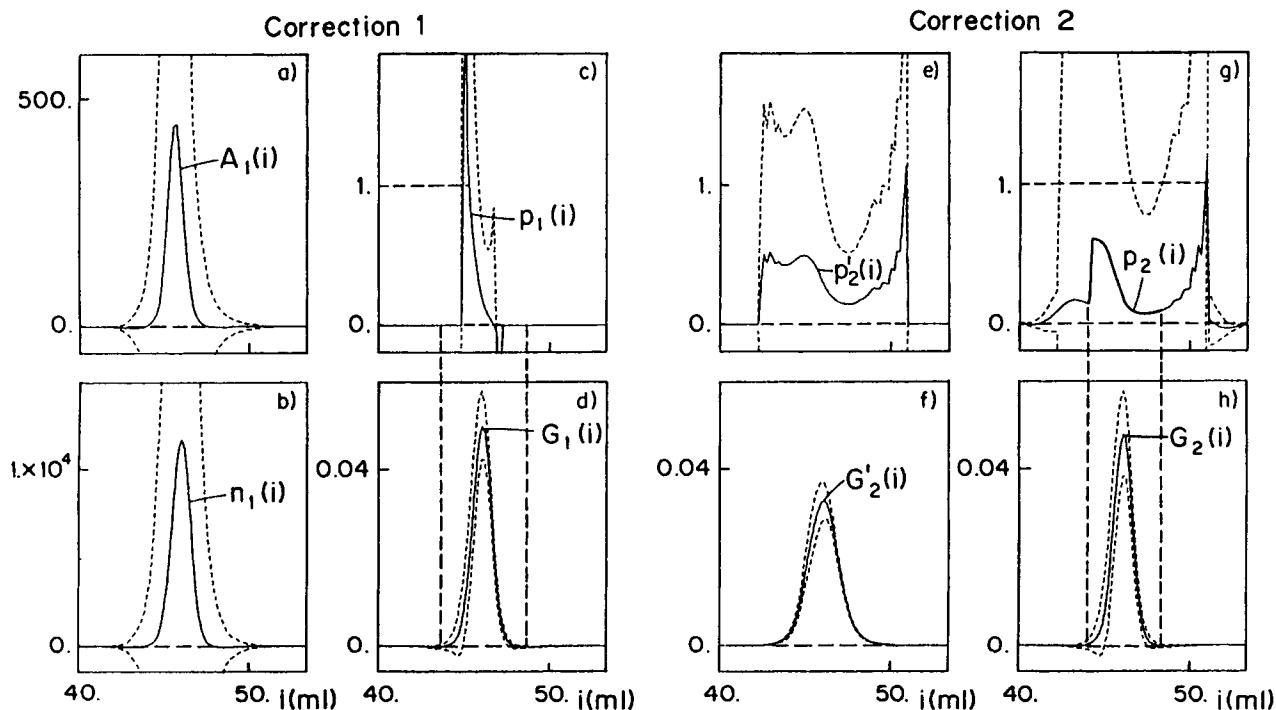 Correction 1
Correction 2
a)
500.
0.
A₁(i)
c)
1.
0.
p₁(i)
e)
1.
0.
p'₂(i)
g)
1.
0.
p₂(i)
b)
1.×10⁴
0.
n₁(i)
40.
50.
i(ml)
d)
0.04
0.
G₁(i)
40.
50.
i(ml)
f)
0.04
0.
G'₂(i)
40.
50.
i(ml)
h)
0.04
0.
G₂(i)
40.
50.
i(ml)